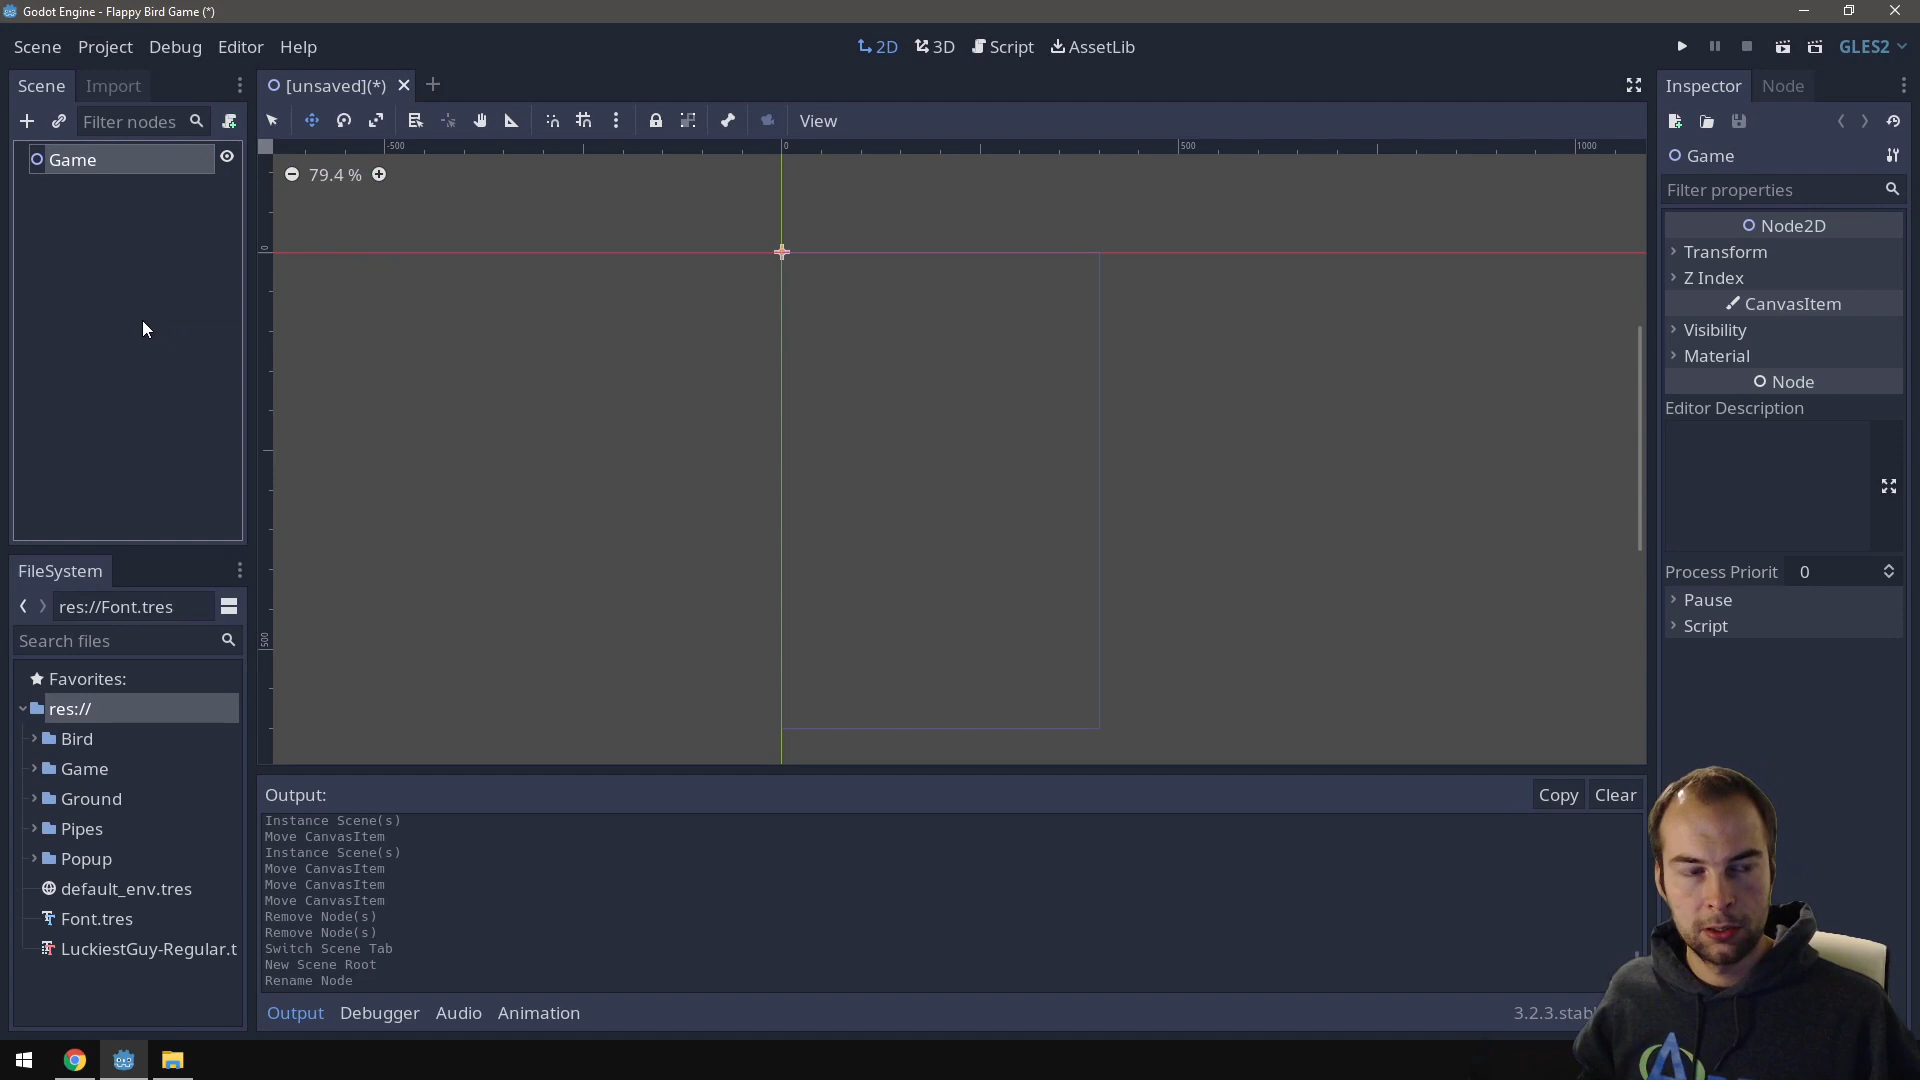 Godot Engine - Flappy Bird Game (*)
Scene Project Debug Editor Help
2D 3D Script AssetLib
GLES2
Scene Import
[unsaved](*)
Inspector Node
Filter nodes
View
Game
-500 0 500 1000
79.4 %
0
500
Game
Filter properties
Node2D
Transform
Z Index
CanvasItem
Visibility
Material
Node
Editor Description
Process Priorit 0
Pause
Script
FileSystem
res://Font.tres
Search files
Favorites:
res://
Bird
Game
Ground
Pipes
Popup
default_env.tres
Font.tres
LuckiestGuy-Regular.t
Output:
Copy Clear
Instance Scene(s)
Move CanvasItem
Instance Scene(s)
Move CanvasItem
Move CanvasItem
Move CanvasItem
Remove Node(s)
Remove Node(s)
Switch Scene Tab
New Scene Root
Rename Node
Output Debugger Audio Animation